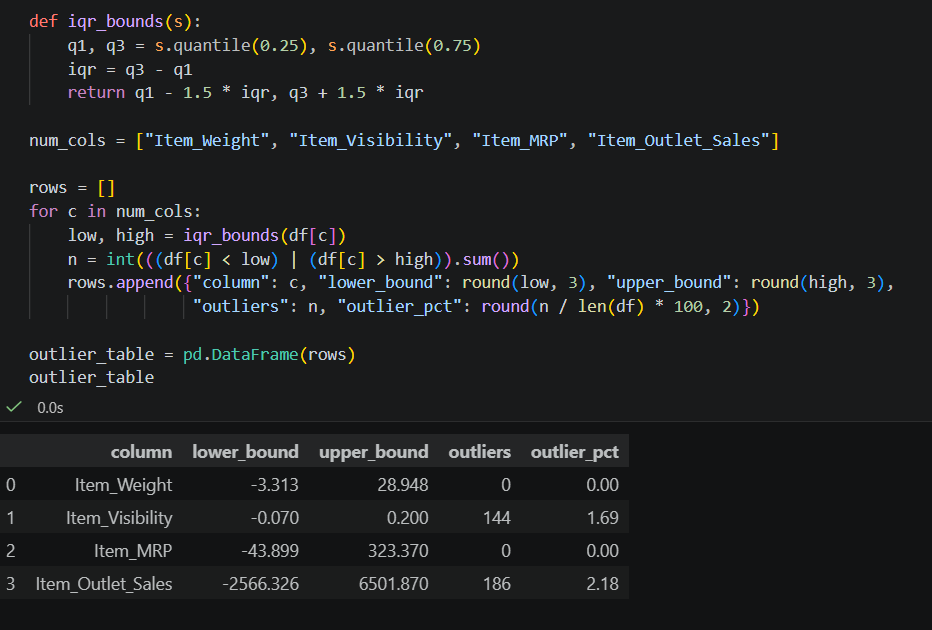 def iqr_bounds(s):
    q1, q3 = s.quantile(0.25), s.quantile(0.75)
    iqr = q3 - q1
    return q1 - 1.5 * iqr, q3 + 1.5 * iqr

num_cols = ["Item_Weight", "Item_Visibility", "Item_MRP", "Item_Outlet_Sales"]

rows = []
for c in num_cols:
    low, high = iqr_bounds(df[c])
    n = int(((df[c] < low) | (df[c] > high)).sum())
    rows.append({"column": c, "lower_bound": round(low, 3), "upper_bound": round(high, 3),
                 "outliers": n, "outlier_pct": round(n / len(df) * 100, 2)})

outlier_table = pd.DataFrame(rows)
outlier_table
0.0s
column lower_bound upper_bound outliers outlier_pct
0 Item_Weight -3.313 28.948 0 0.00
1 Item_Visibility -0.070 0.200 144 1.69
2 Item_MRP -43.899 323.370 0 0.00
3 Item_Outlet_Sales -2566.326 6501.870 186 2.18